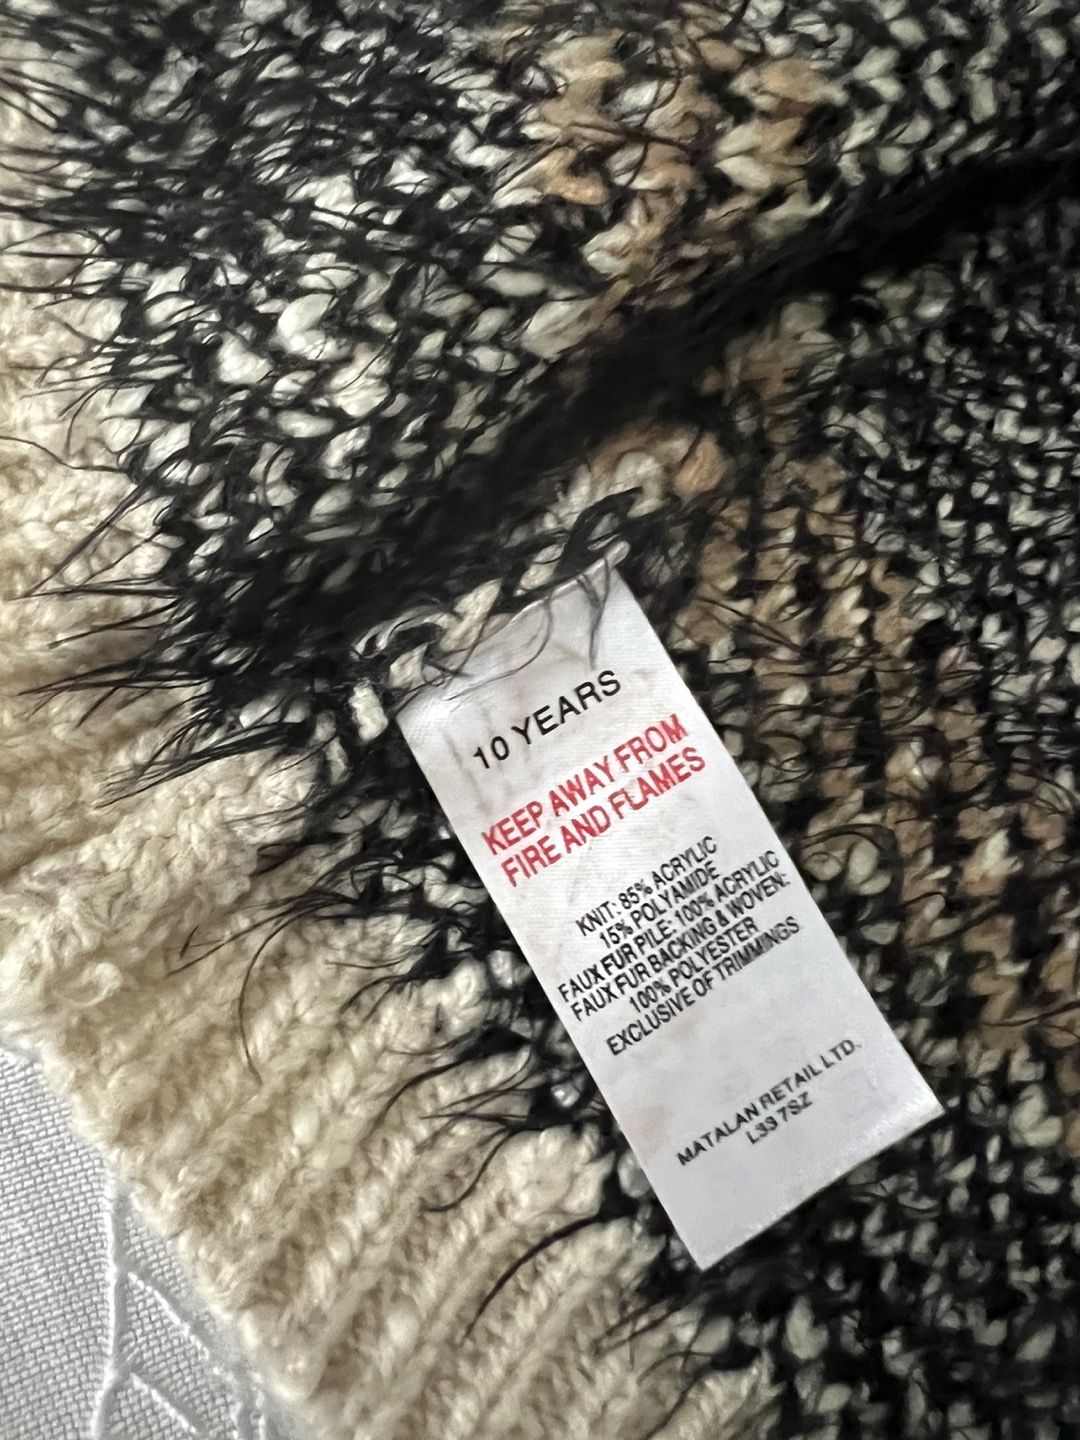 10 YEARS
KEEP AWAY FROM
FIRE AND FLAMES
KNIT: 85% ACRYLIC
15% POLYAMIDE
FAUX FUR PILE: 100% ACRYLIC
FAUX FUR BACKING & WOVEN:
100% POLYESTER
EXCLUSIVE OF TRIMMINGS
MATALAN RETAIL LTD.
L33 7SZ